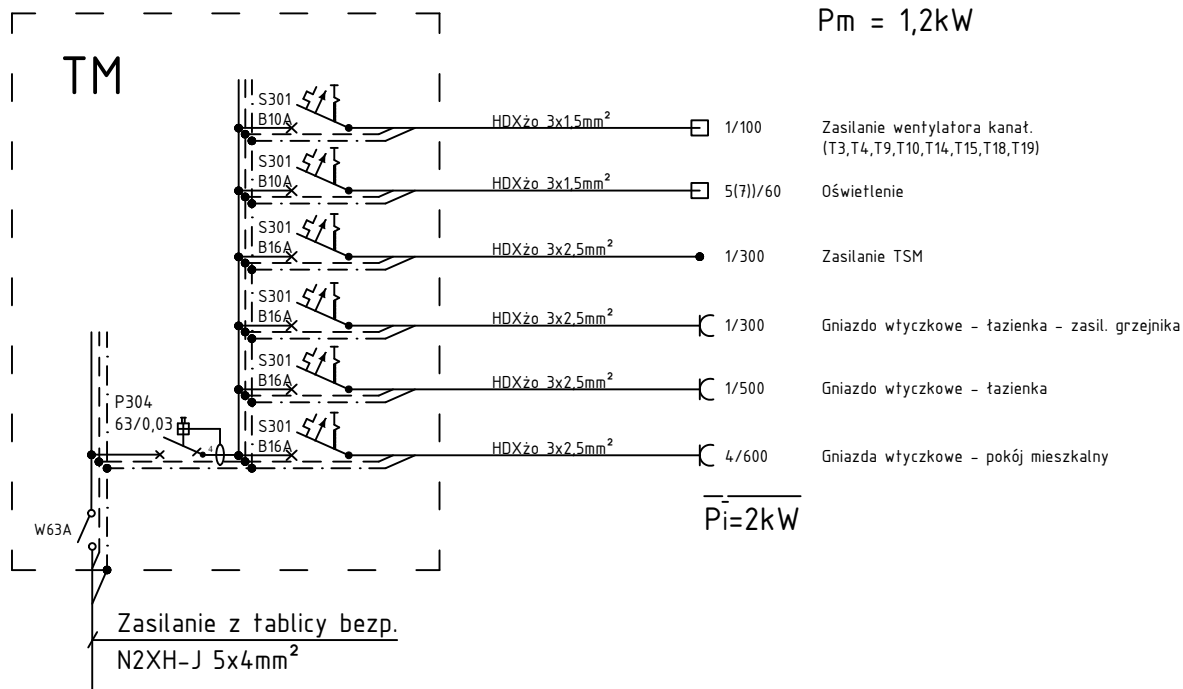 Pm = 1,2kW
TM
S301
B10A
HDXżo 3x1,5mm²
1/100
Zasilanie wentylatora kanał.
(T3,T4,T9,T10,T14,T15,T18,T19)
S301
B10A
HDXżo 3x1,5mm²
5(7))/60
Oświetlenie
S301
B16A
HDXżo 3x2,5mm²
1/300
Zasilanie TSM
S301
B16A
HDXżo 3x2,5mm²
1/300
Gniazdo wtyczkowe - łazienka - zasil. grzejnika
S301
B16A
HDXżo 3x2,5mm²
1/500
Gniazdo wtyczkowe - łazienka
P304
63/0,03
4
S301
B16A
HDXżo 3x2,5mm²
4/600
Gniazda wtyczkowe - pokój mieszkalny
Pi=2kW
W63A
Zasilanie z tablicy bezp.
N2XH-J 5x4mm²